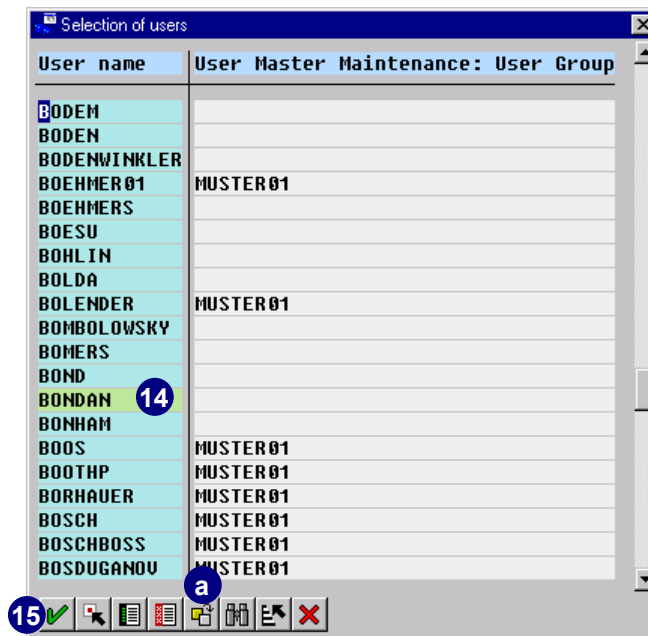 Selection of users
User name User Master Maintenance: User Group
BODEM
BODEN
BODENWINKLER
BOEHMER01 MUSTER01
BOEHMERS
BOESU
BOHLIN
BOLDA
BOLENDER MUSTER01
BOMBOLOWSKY
BOMERS
BOND
BONDAN 14
BONHAM
BOOS MUSTER01
BOOTHP MUSTER01
BORHAUER MUSTER01
BOSCH MUSTER01
BOSCHBOSS MUSTER01
BOSDUGANOV MUSTER01
a
15